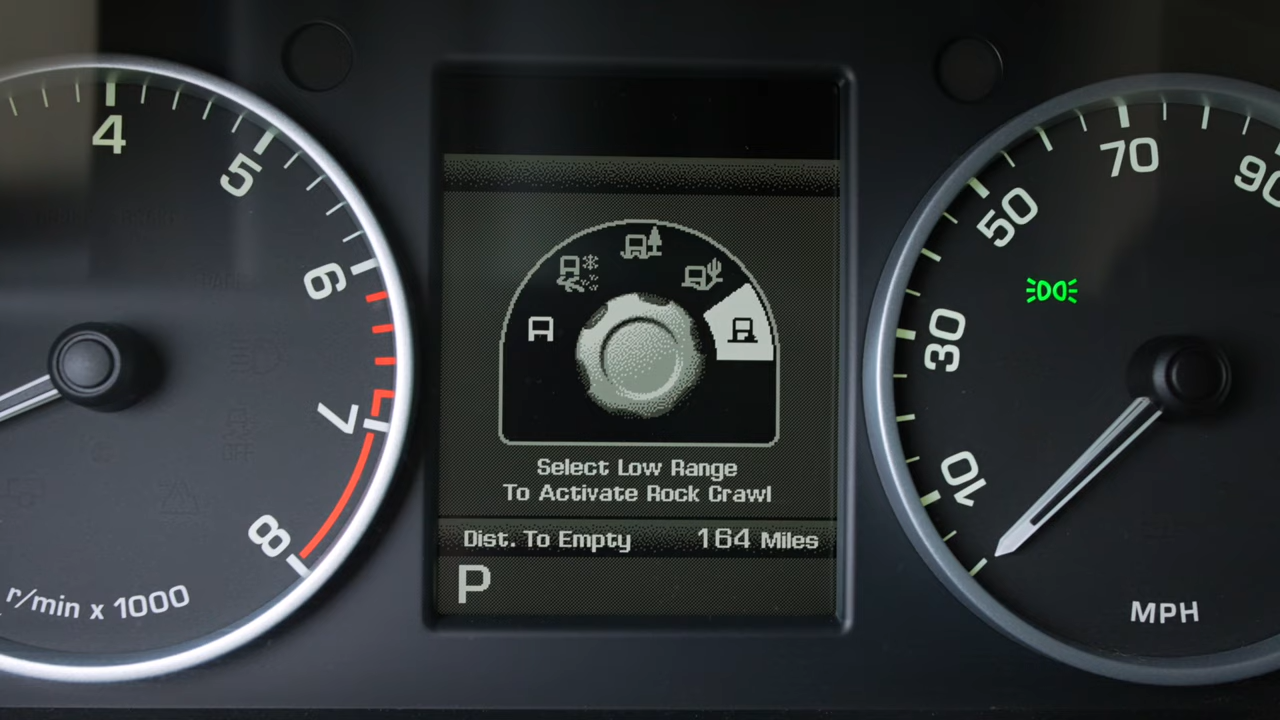 4
5
6
7
8
r/min x 1000
Select Low Range
To Activate Rock Crawl
Dist. To Empty 164 Miles
P
10
30
50
70
90
MPH